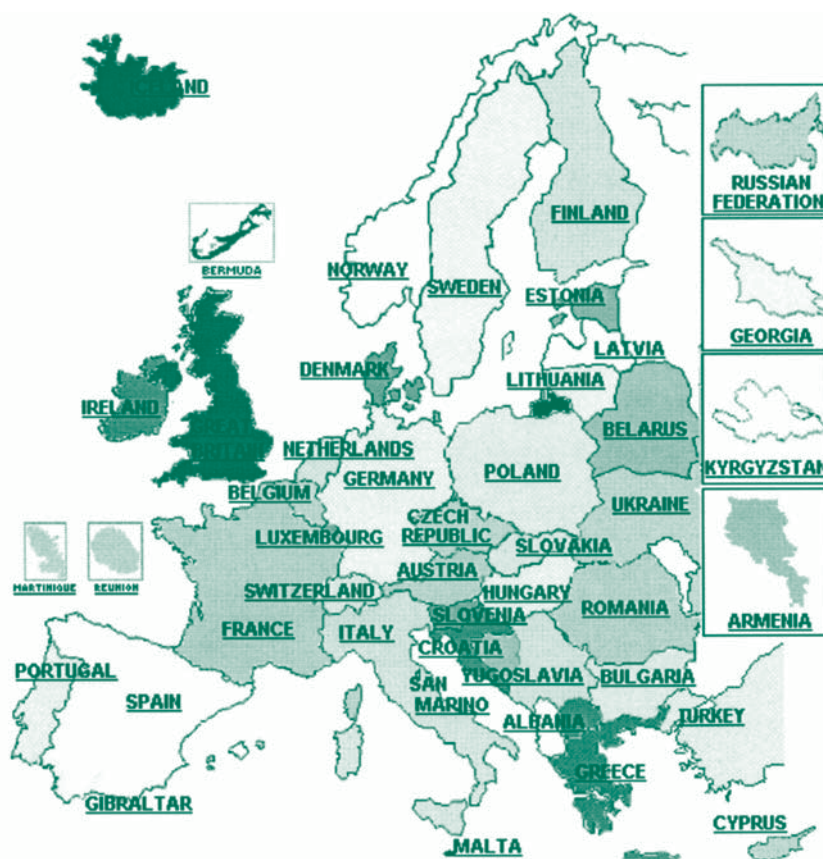 ICELAND
RUSSIAN
FEDERATION
BERMUDA
FINLAND
NORWAY
SWEDEN
ESTONIA
GEORGIA
LATVIA
DENMARK
LITHUANIA
IRELAND
GREAT
BRITAIN
BELARUS
NETHERLANDS
KYRGYZSTAN
GERMANY
POLAND
BELGIUM
UKRAINE
CZECH
REPUBLIC
LUXEMBOURG
SLOVAKIA
MARTINIQUE
REUNION
AUSTRIA
SWITZERLAND
HUNGARY
ROMANIA
SLOVENIA
ARMENIA
FRANCE
ITALY
CROATIA
PORTUGAL
YUGOSLAVIA
BULGARIA
SPAIN
SAN
MARINO
ALBANIA
TURKEY
GREECE
GIBRALTAR
CYPRUS
MALTA